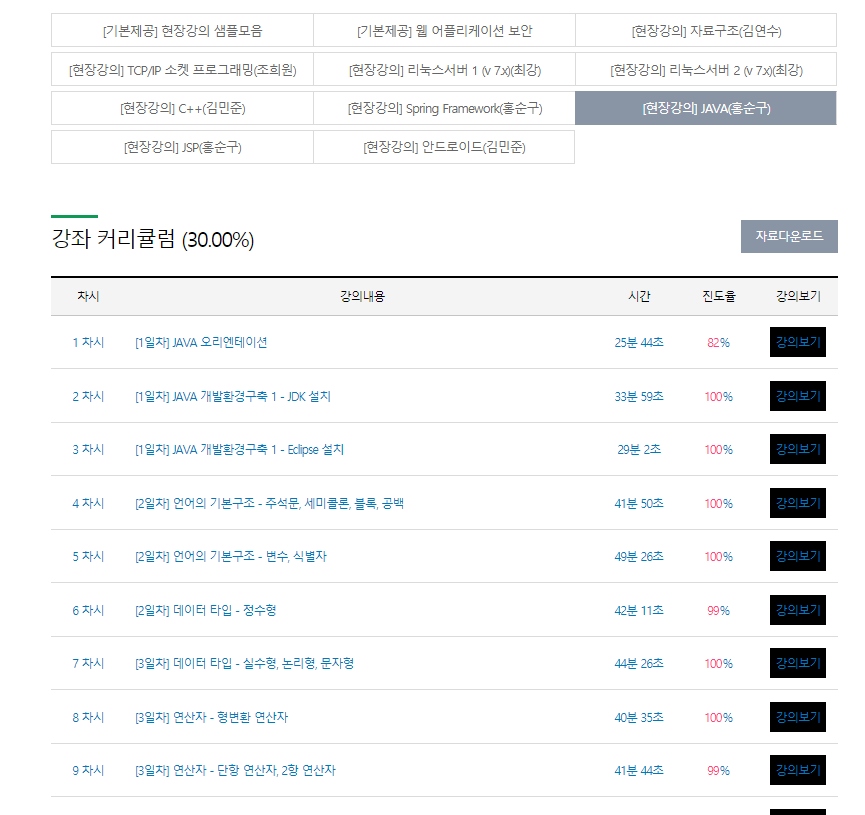 [기본제공] 현장강의 샘플모음 [기본제공] 웹 어플리케이션 보안 [현장강의] 자료구조(김연수)
[현장강의] TCP/IP 소켓 프로그래밍(조희원) [현장강의] 리눅스서버 1 (v 7.x)(최강) [현장강의] 리눅스서버 2 (v 7.x)(최강)
[현장강의] C++(김민준) [현장강의] Spring Framework(홍순구) [현장강의] JAVA(홍순구)
[현장강의] JSP(홍순구) [현장강의] 안드로이드(김민준)
강좌 커리큘럼 (30.00%) 자료다운로드
차시 강의내용 시간 진도율 강의보기
1 차시 [1일차] JAVA 오리엔테이션 25분 44초 82% 강의보기
2 차시 [1일차] JAVA 개발환경구축 1 - JDK 설치 33분 59초 100% 강의보기
3 차시 [1일차] JAVA 개발환경구축 1 - Eclipse 설치 29분 2초 100% 강의보기
4 차시 [2일차] 언어의 기본구조 - 주석문, 세미콜론, 블록, 공백 41분 50초 100% 강의보기
5 차시 [2일차] 언어의 기본구조 - 변수, 식별자 49분 26초 100% 강의보기
6 차시 [2일차] 데이터 타입 - 정수형 42분 11초 99% 강의보기
7 차시 [3일차] 데이터 타입 - 실수형, 논리형, 문자형 44분 26초 100% 강의보기
8 차시 [3일차] 연산자 - 형변환 연산자 40분 35초 100% 강의보기
9 차시 [3일차] 연산자 - 단항 연산자, 2항 연산자 41분 44초 99% 강의보기